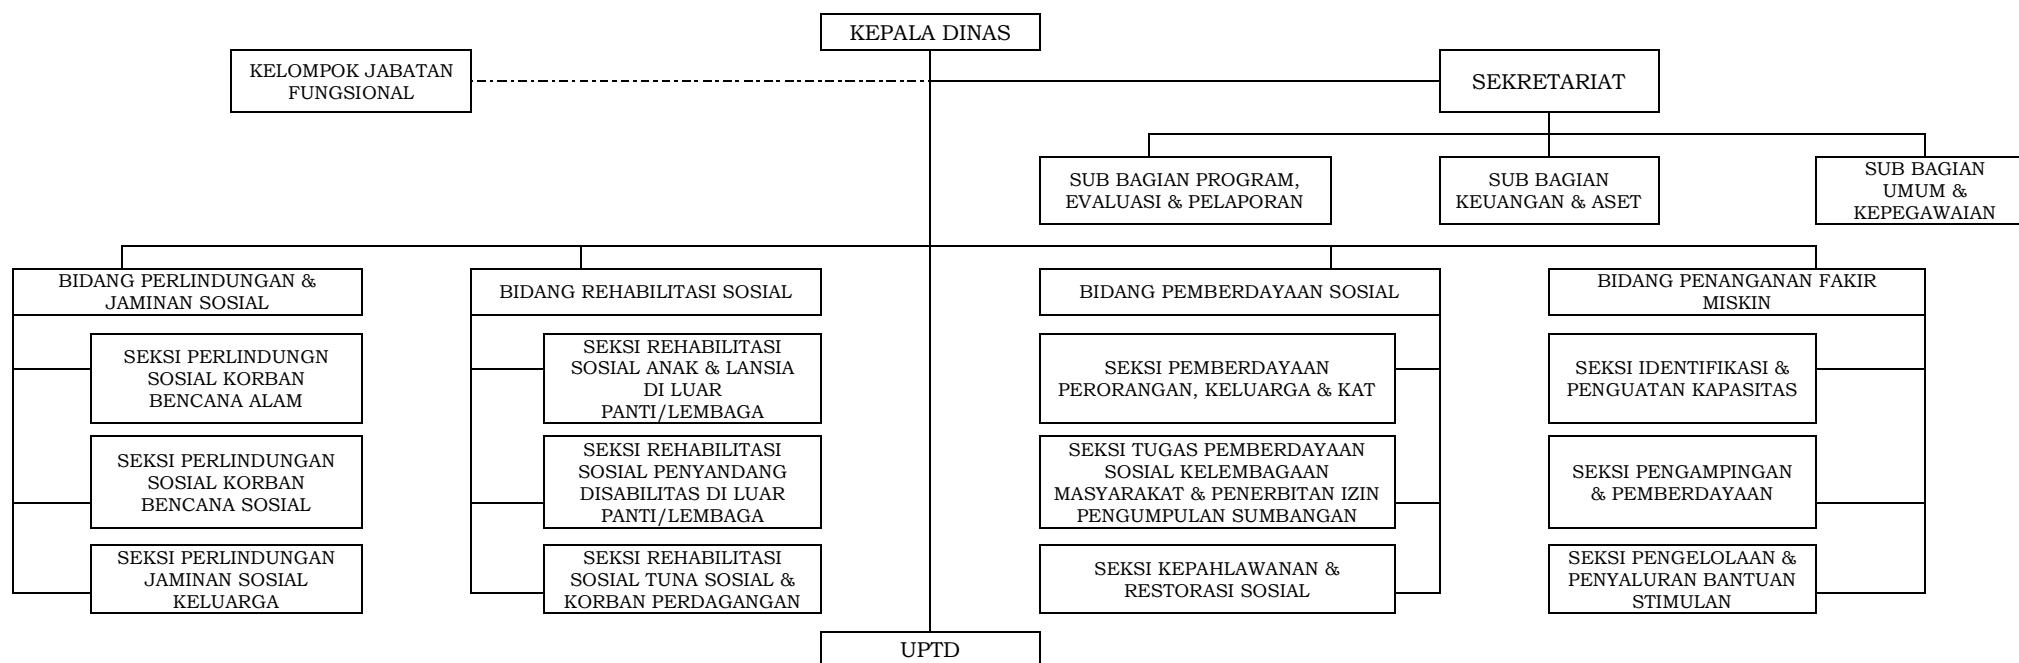 KEPALA DINAS
KELOMPOK JABATAN
FUNGSIONAL
SEKRETARIAT
SUB BAGIAN PROGRAM,
EVALUASI & PELAPORAN
SUB BAGIAN
KEUANGAN & ASET
SUB BAGIAN
UMUM &
KEPEGAWAIAN
BIDANG PERLINDUNGAN &
JAMINAN SOSIAL
SEKSI PERLINDUNGN
SOSIAL KORBAN
BENCANA ALAM
SEKSI PERLINDUNGAN
SOSIAL KORBAN
BENCANA SOSIAL
SEKSI PERLINDUNGAN
JAMINAN SOSIAL
KELUARGA
BIDANG REHABILITASI SOSIAL
SEKSI REHABILITASI
SOSIAL ANAK & LANSIA
DI LUAR
PANTI/LEMBAGA
SEKSI REHABILITASI
SOSIAL PENYANDANG
DISABILITAS DI LUAR
PANTI/LEMBAGA
SEKSI REHABILITASI
SOSIAL TUNA SOSIAL &
KORBAN PERDAGANGAN
BIDANG PEMBERDAYAAN SOSIAL
SEKSI PEMBERDAYAAN
PERORANGAN, KELUARGA & KAT
SEKSI TUGAS PEMBERDAYAAN
SOSIAL KELEMBAGAAN
MASYARAKAT & PENERBITAN IZIN
PENGUMPULAN SUMBANGAN
SEKSI KEPAHLAWANAN &
RESTORASI SOSIAL
BIDANG PENANGANAN FAKIR
MISKIN
SEKSI IDENTIFIKASI &
PENGUATAN KAPASITAS
SEKSI PENGAMPINGAN
& PEMBERDAYAAN
SEKSI PENGELOLAAN &
PENYALURAN BANTUAN
STIMULAN
UPTD